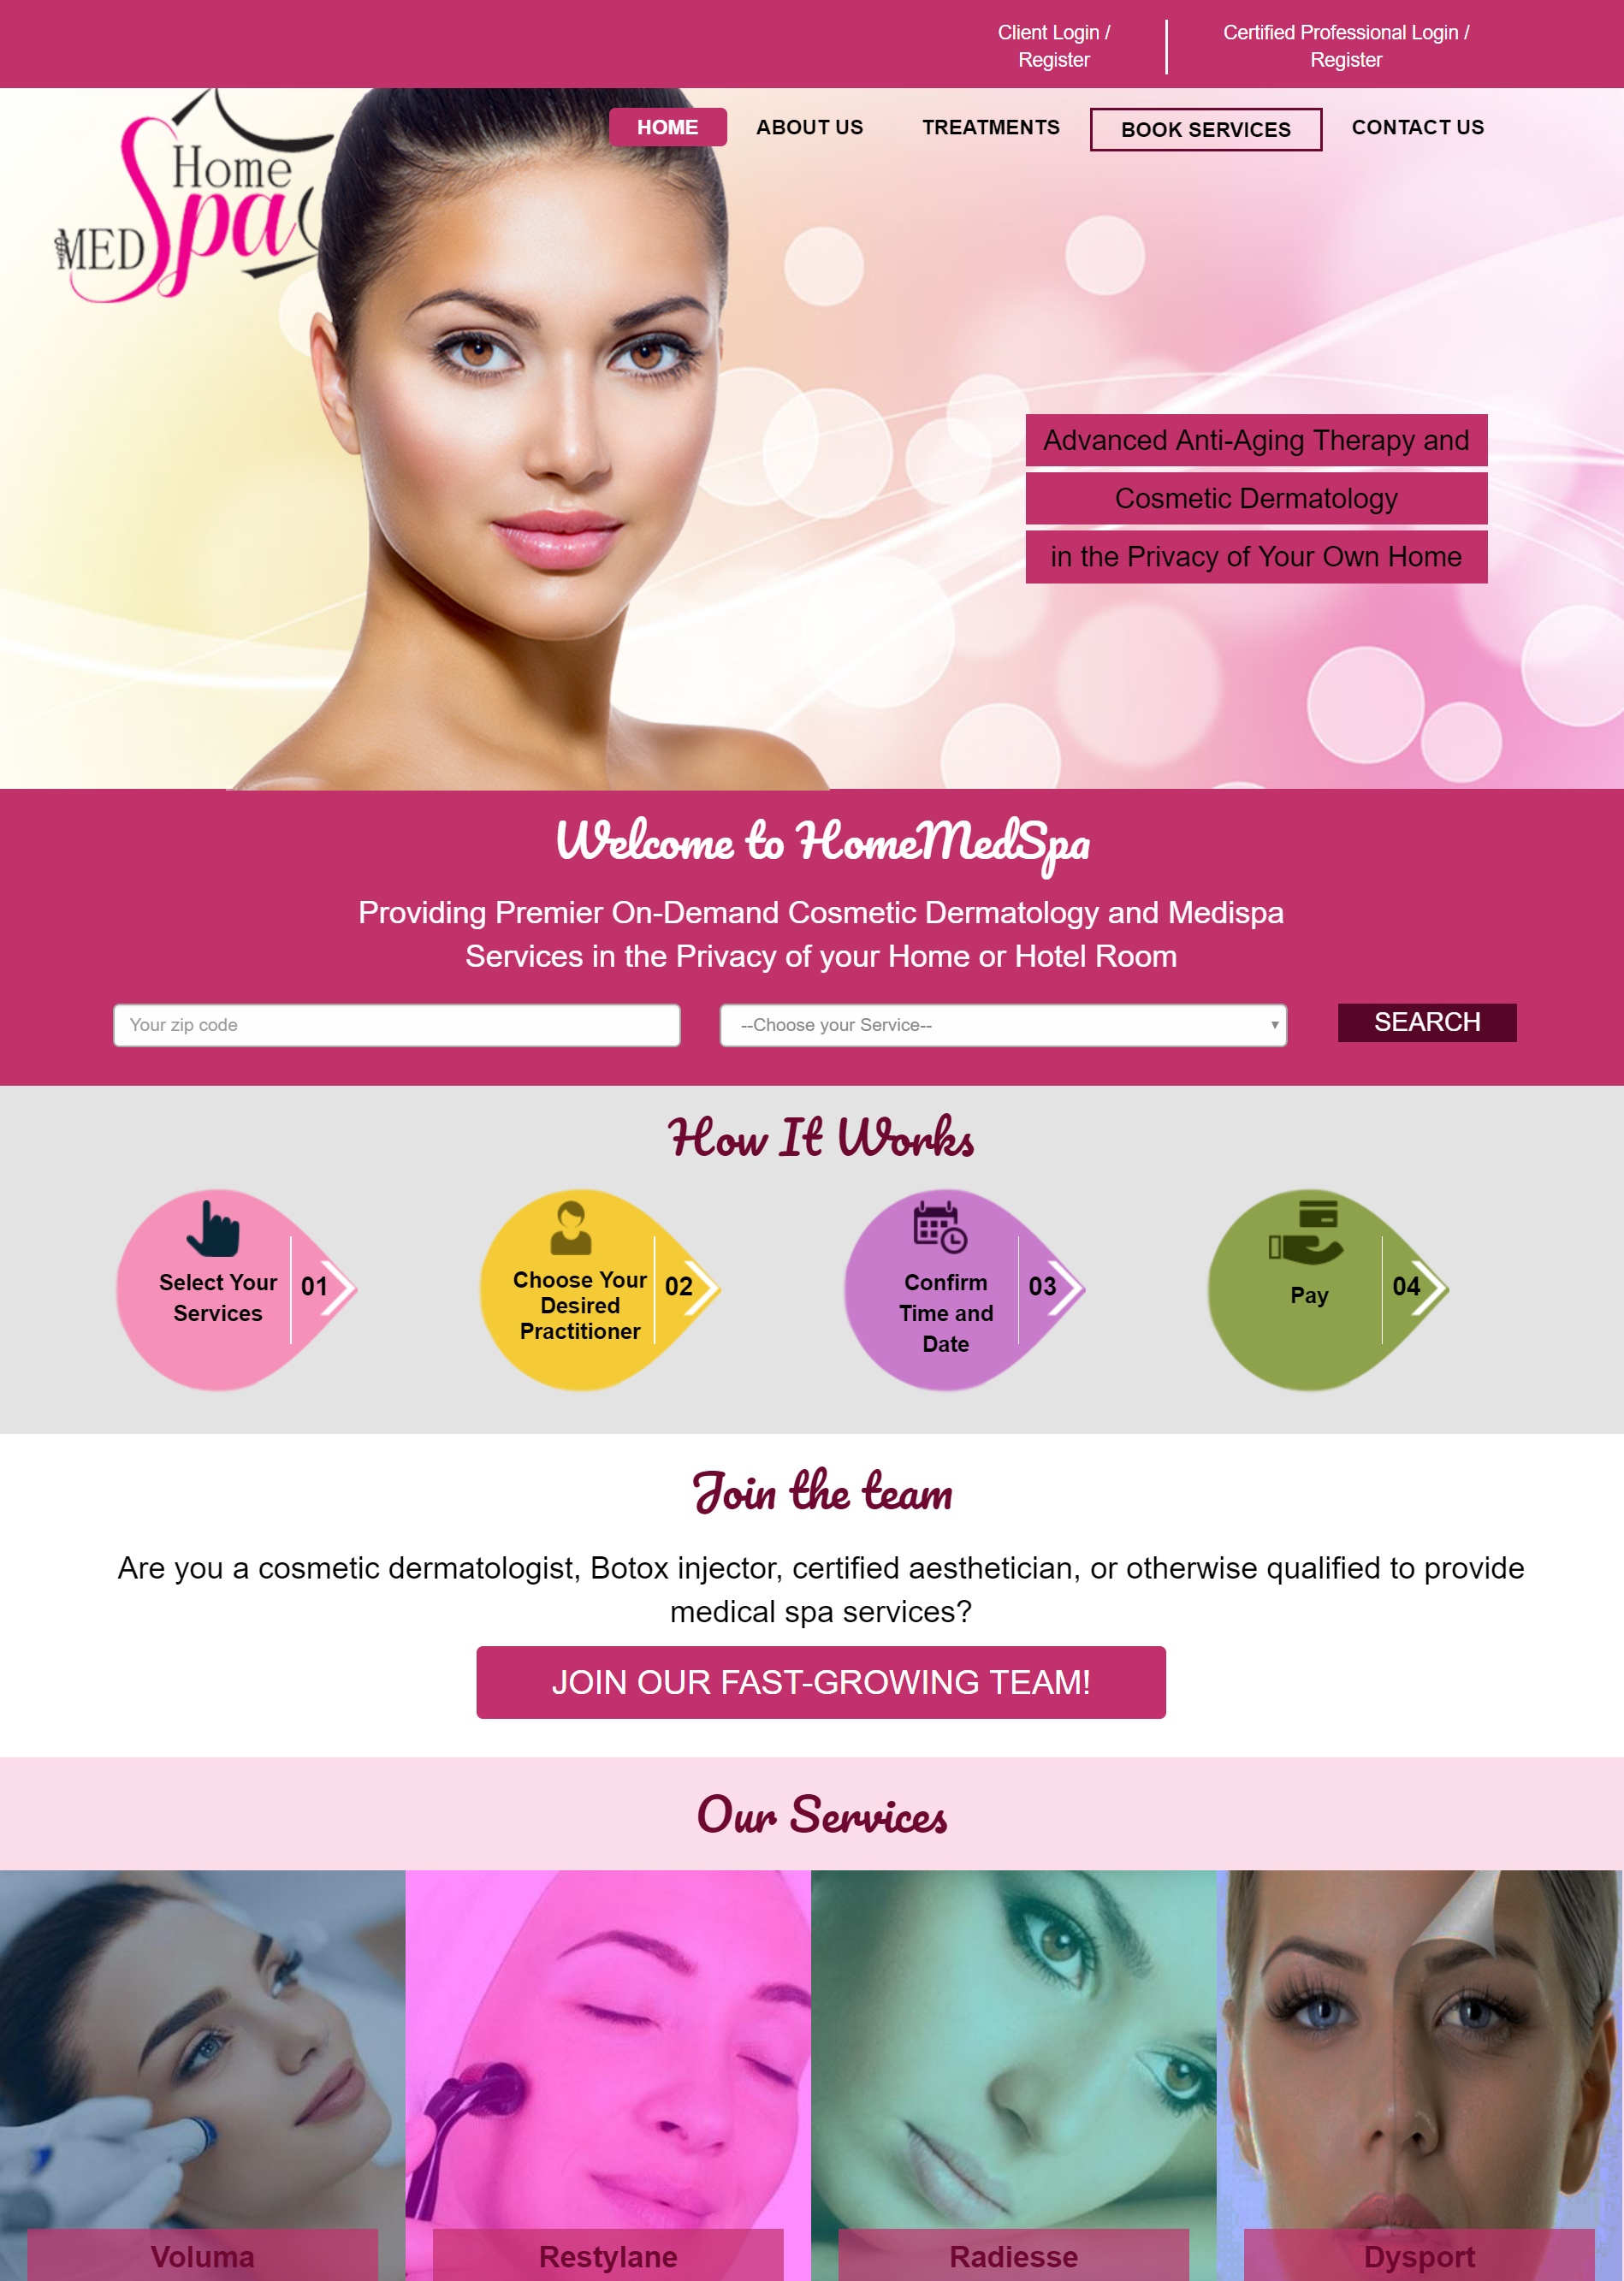 Client Login /
Register
Certified Professional Login /
Register
Home
MED Spa
HOME
ABOUT US
TREATMENTS
BOOK SERVICES
CONTACT US
Advanced Anti-Aging Therapy and
Cosmetic Dermatology
in the Privacy of Your Own Home
Welcome to HomeMedSpa
Providing Premier On-Demand Cosmetic Dermatology and Medispa
Services in the Privacy of your Home or Hotel Room
Your zip code
--Choose your Service--
SEARCH
How It Works
Select Your
Services
01
Choose Your
Desired
Practitioner
02
Confirm
Time and
Date
03
Pay
04
Join the team
Are you a cosmetic dermatologist, Botox injector, certified aesthetician, or otherwise qualified to provide
medical spa services?
JOIN OUR FAST-GROWING TEAM!
Our Services
Voluma
Restylane
Radiesse
Dysport